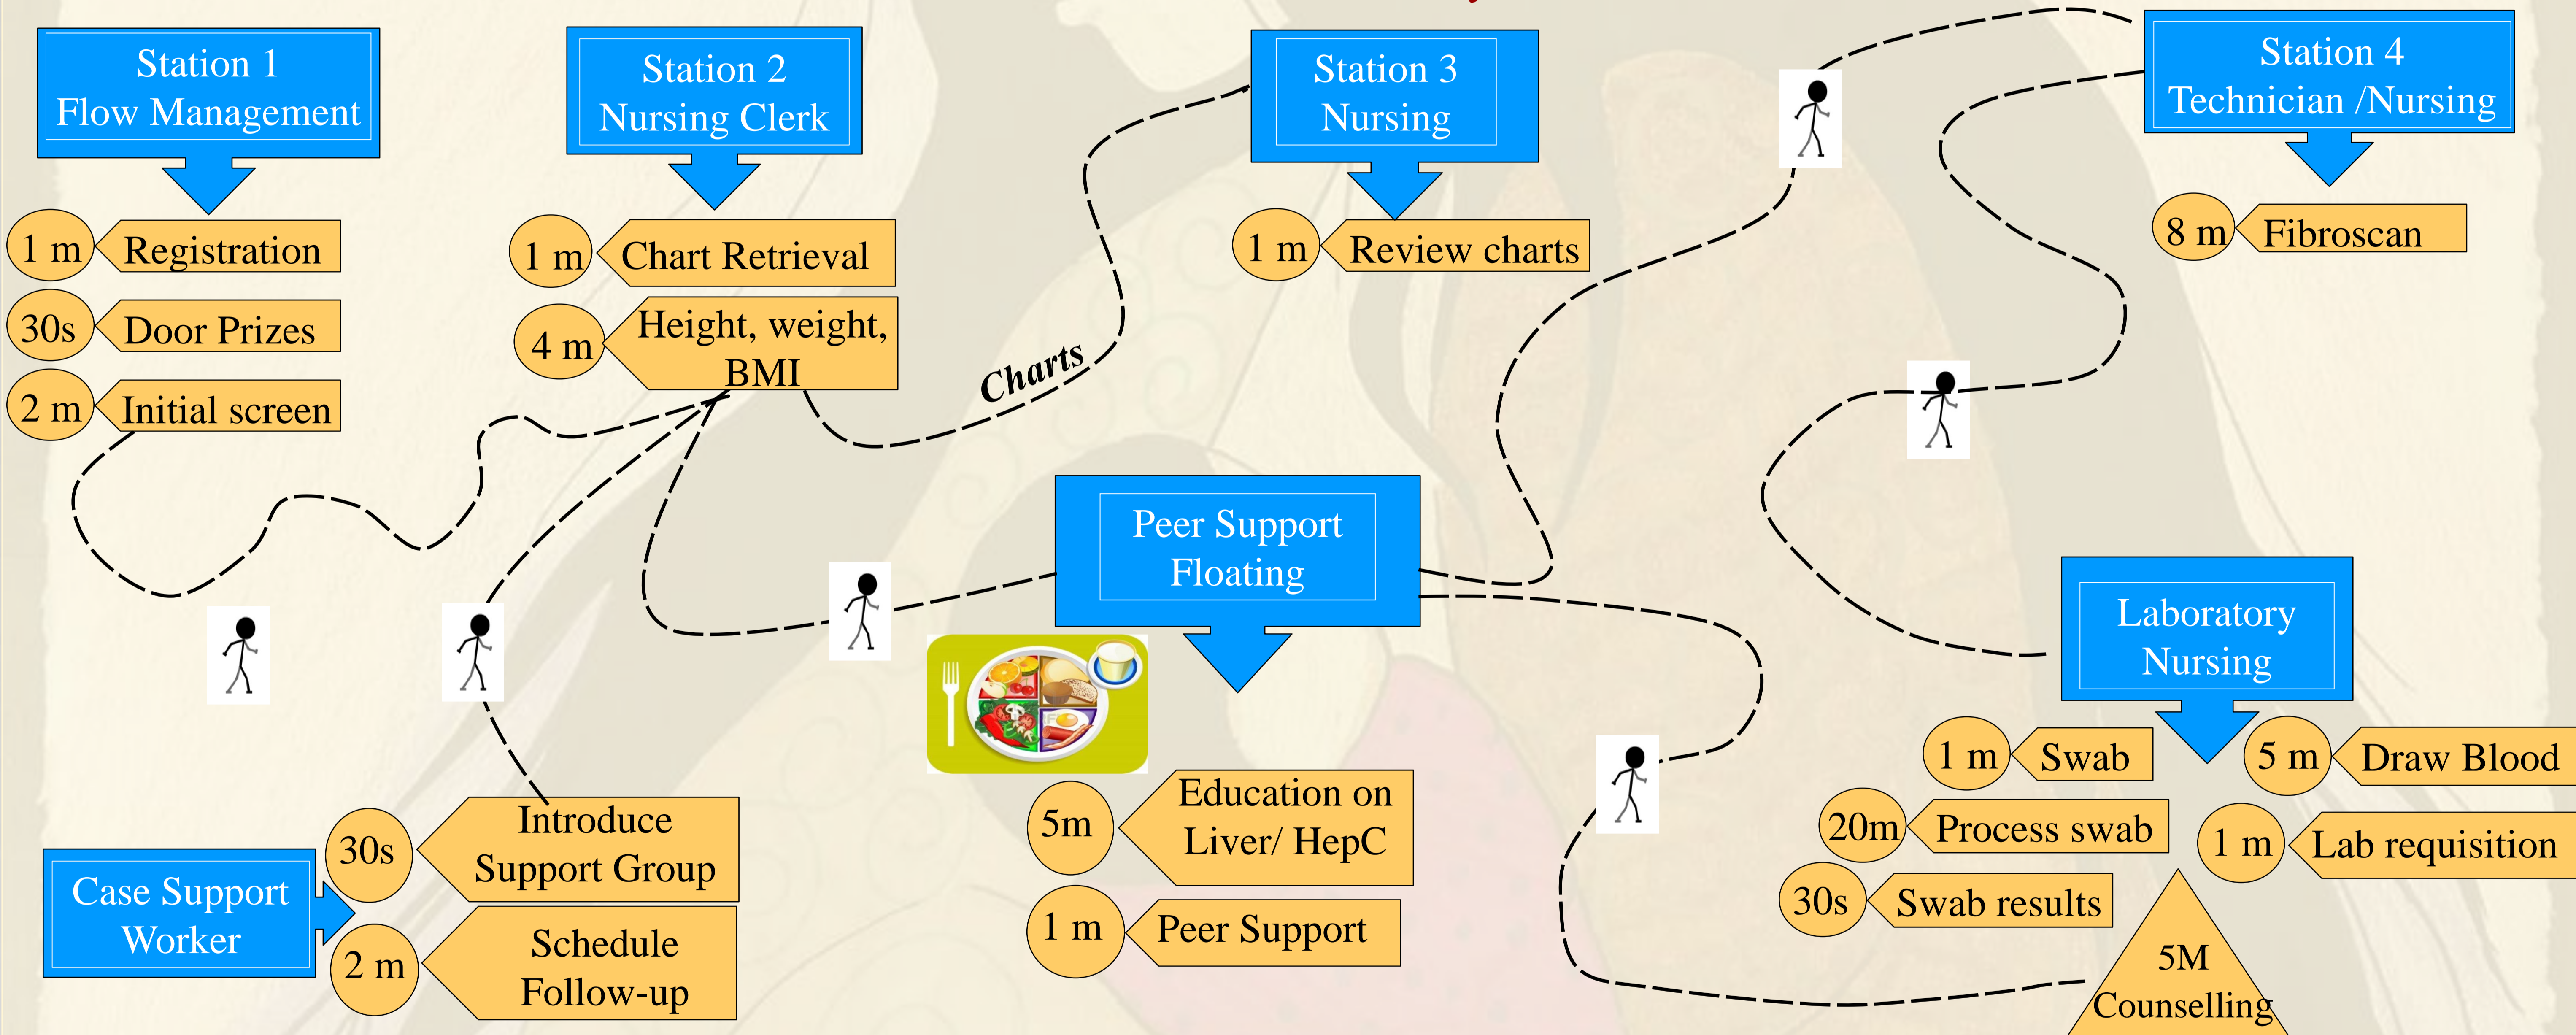 Station 1
Flow Management
1 m
Registration
30s
Door Prizes
2 m
Initial screen
Station 2
Nursing Clerk
1 m
Chart Retrieval
4 m
Height, weight,
BMI
Charts
Station 3
Nursing
1 m
Review charts
Station 4
Technician /Nursing
8 m
Fibroscan
Peer Support
Floating
5m
Education on
Liver/ HepC
1 m
Peer Support
Laboratory
Nursing
1 m
Swab
5 m
Draw Blood
20m
Process swab
1 m
Lab requisition
30s
Swab results
5M
Counselling
Case Support
Worker
30s
Introduce
Support Group
2 m
Schedule
Follow-up